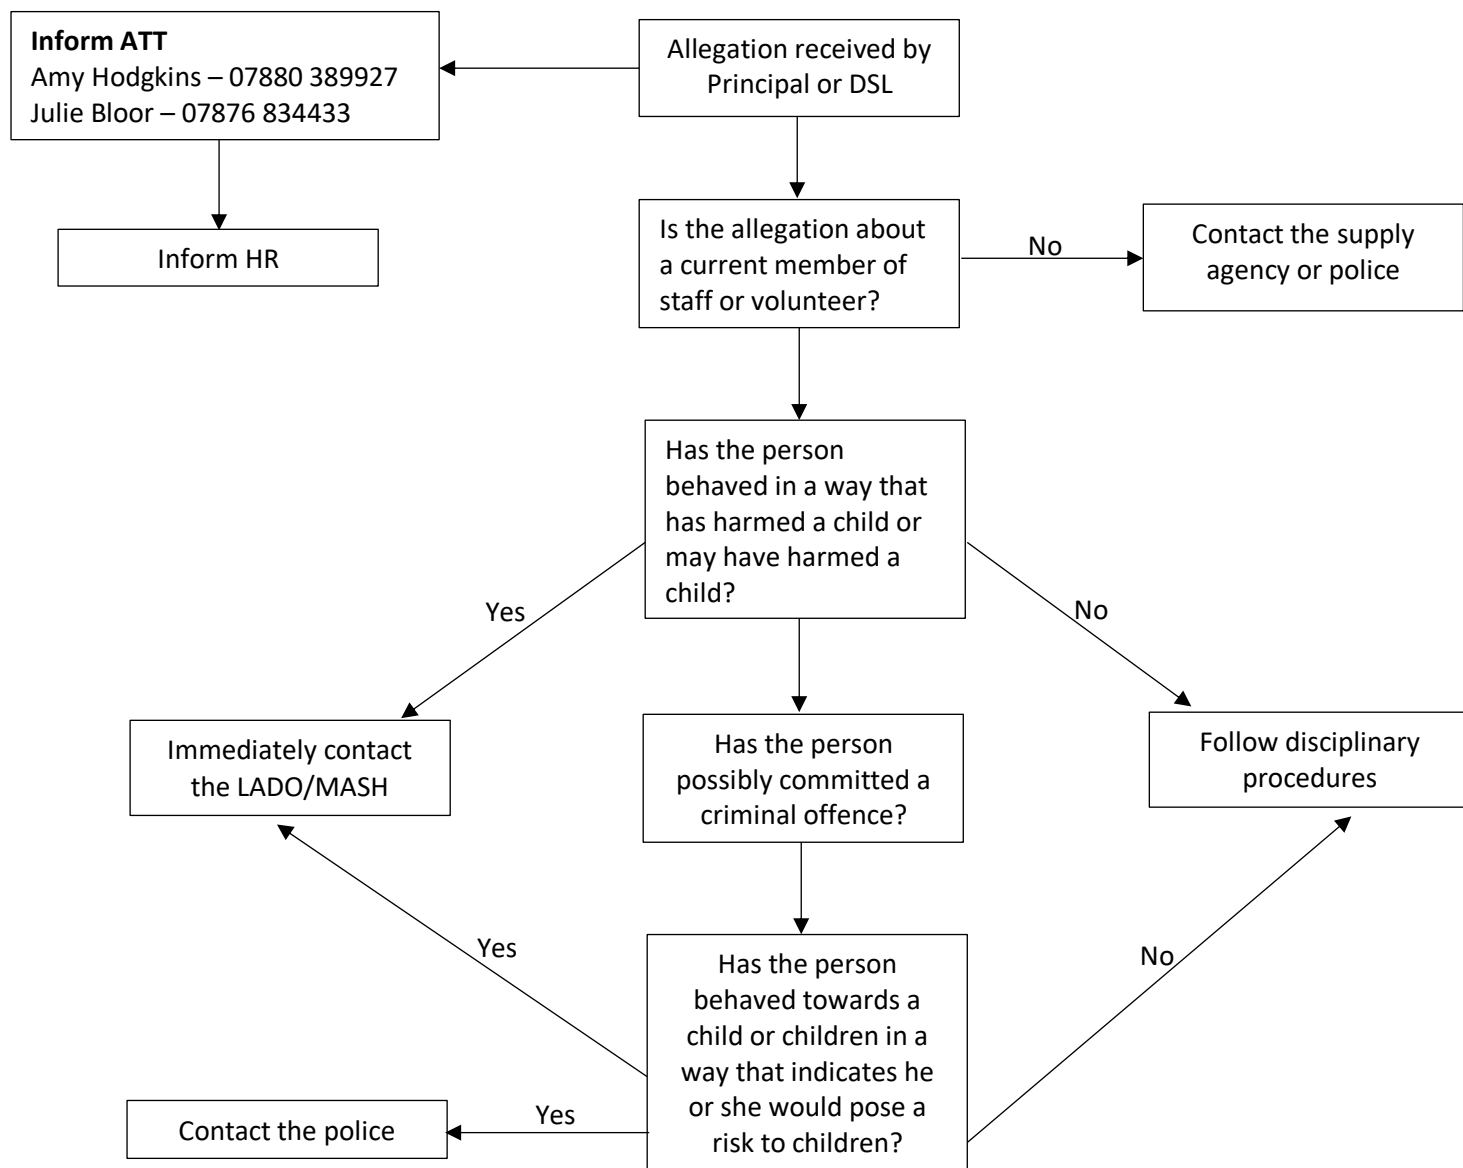 Inform ATT
Amy Hodgkins – 07880 389927
Julie Bloor – 07876 834433
Allegation received by
Principal or DSL
Inform HR
Is the allegation about
a current member of
staff or volunteer?
No
Contact the supply
agency or police
Has the person
behaved in a way that
has harmed a child or
may have harmed a
child?
Yes
No
Immediately contact
the LADO/MASH
Has the person
possibly committed a
criminal offence?
Follow disciplinary
procedures
Yes
Has the person
behaved towards a
child or children in a
way that indicates he
or she would pose a
risk to children?
No
Yes
Contact the police